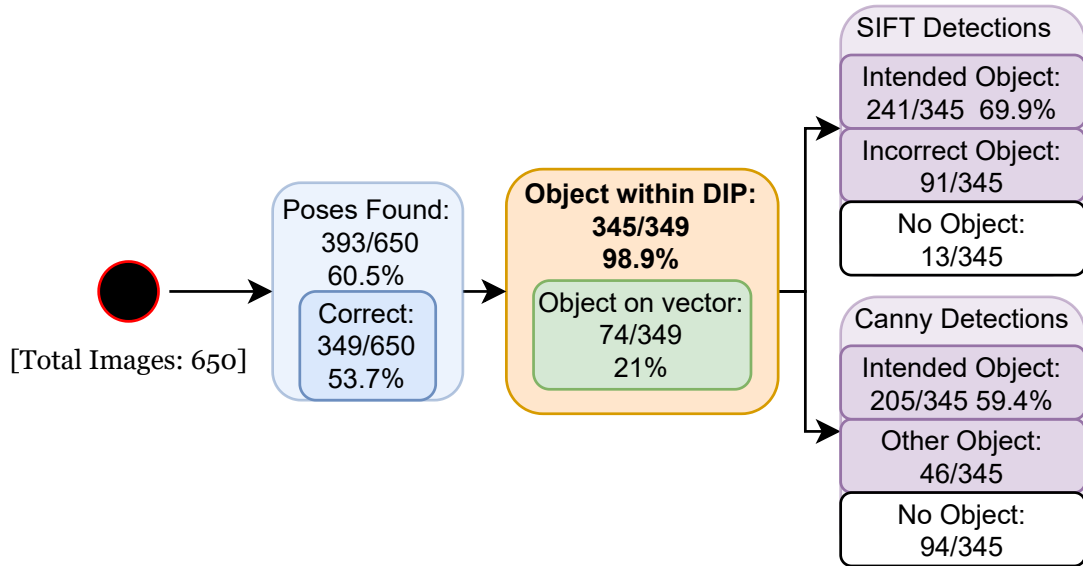 [Total Images: 650]
Poses Found:
393/650
60.5%
Correct:
349/650
53.7%
Object within DIP:
345/349
98.9%
Object on vector:
74/349
21%
SIFT Detections
Intended Object:
241/345 69.9%
Incorrect Object:
91/345
No Object:
13/345
Canny Detections
Intended Object:
205/345 59.4%
Other Object:
46/345
No Object:
94/345